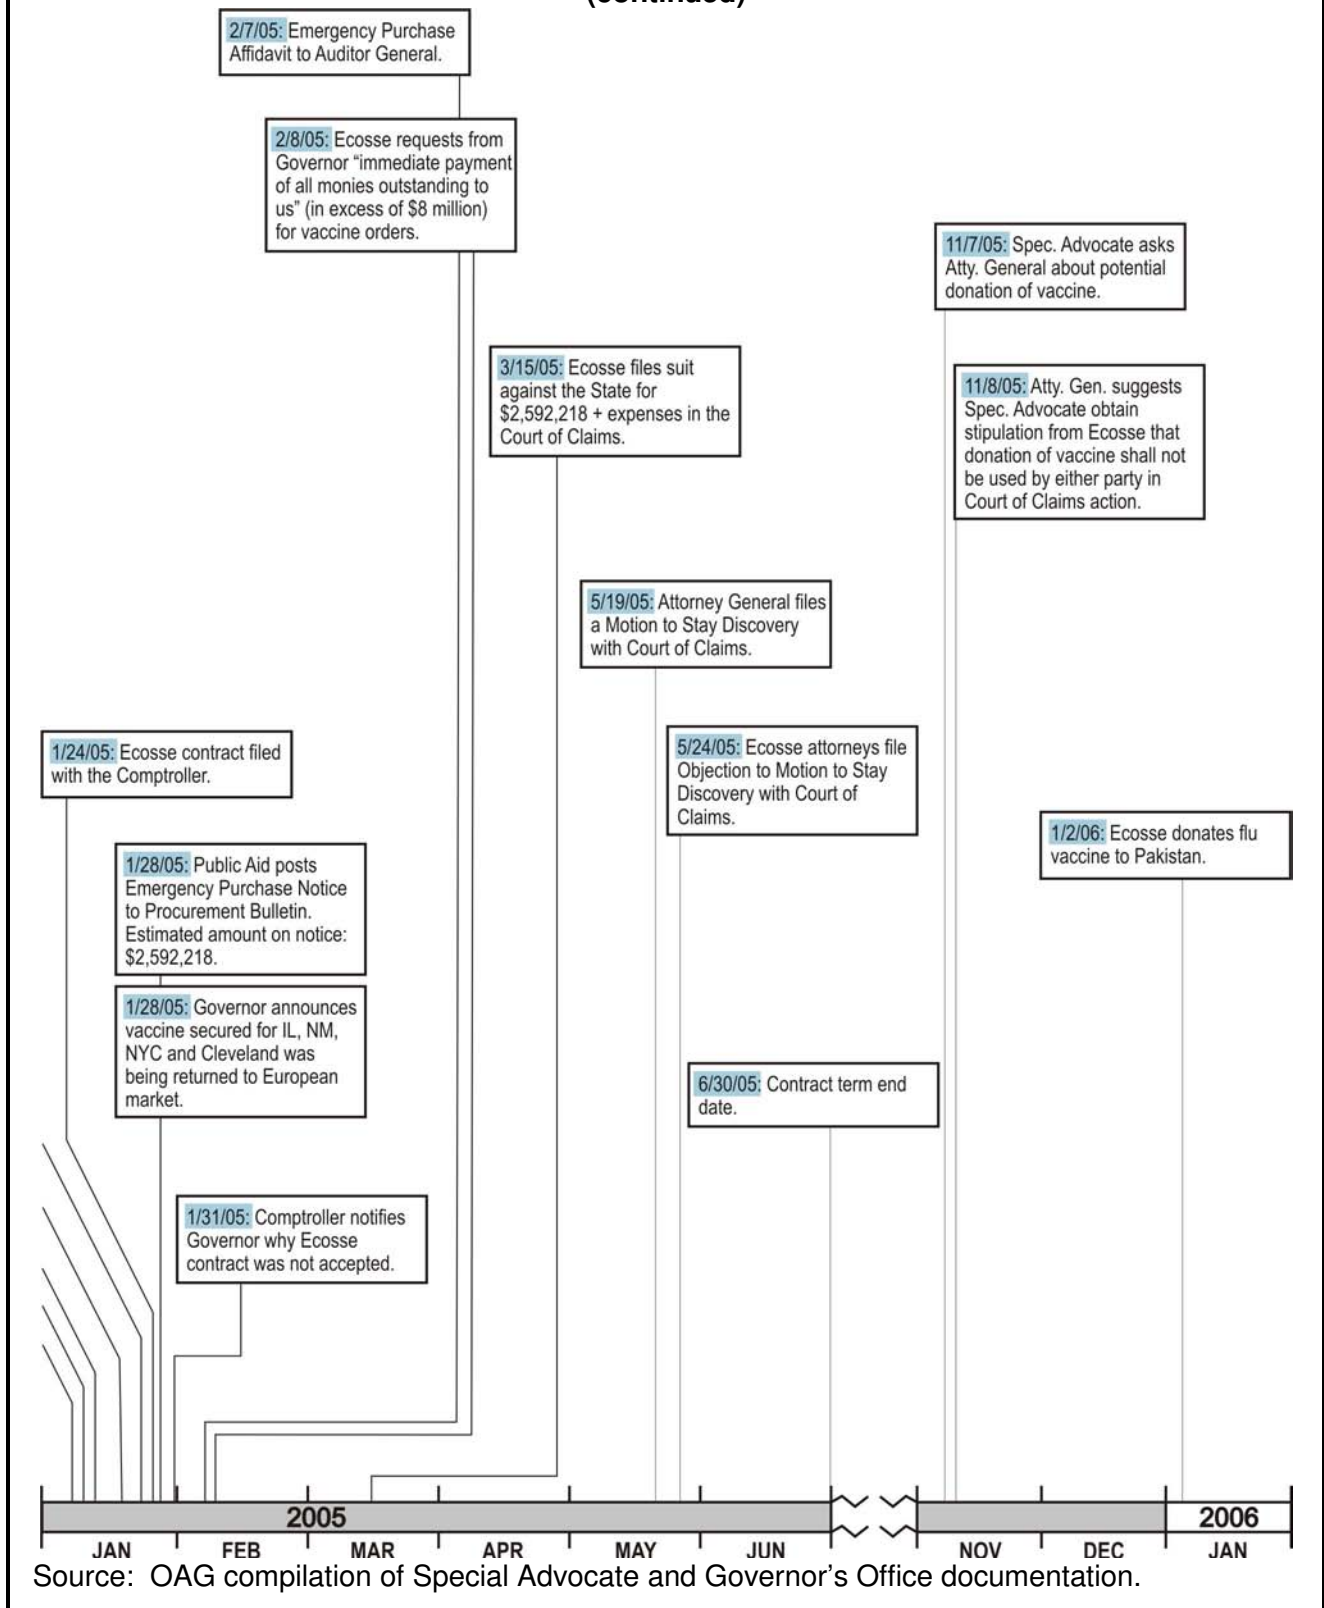 (continued)
2/7/05: Emergency Purchase
Affidavit to Auditor General.
2/8/05: Ecosse requests from
Governor “immediate payment
of all monies outstanding to
us” (in excess of $8 million)
for vaccine orders.
11/7/05: Spec. Advocate asks
Atty. General about potential
donation of vaccine.
3/15/05: Ecosse files suit
against the State for
$2,592,218 + expenses in the
Court of Claims.
11/8/05: Atty. Gen. suggests
Spec. Advocate obtain
stipulation from Ecosse that
donation of vaccine shall not
be used by either party in
Court of Claims action.
5/19/05: Attorney General files
a Motion to Stay Discovery
with Court of Claims.
5/24/05: Ecosse attorneys file
Objection to Motion to Stay
Discovery with Court of
Claims.
1/24/05: Ecosse contract filed
with the Comptroller.
1/2/06: Ecosse donates flu
vaccine to Pakistan.
1/28/05: Public Aid posts
Emergency Purchase Notice
to Procurement Bulletin.
Estimated amount on notice:
$2,592,218.
1/28/05: Governor announces
vaccine secured for IL, NM,
NYC and Cleveland was
being returned to European
market.
6/30/05: Contract term end
date.
1/31/05: Comptroller notifies
Governor why Ecosse
contract was not accepted.
2005 2006
JAN FEB MAR APR MAY JUN NOV DEC JAN
Source: OAG compilation of Special Advocate and Governor’s Office documentation.